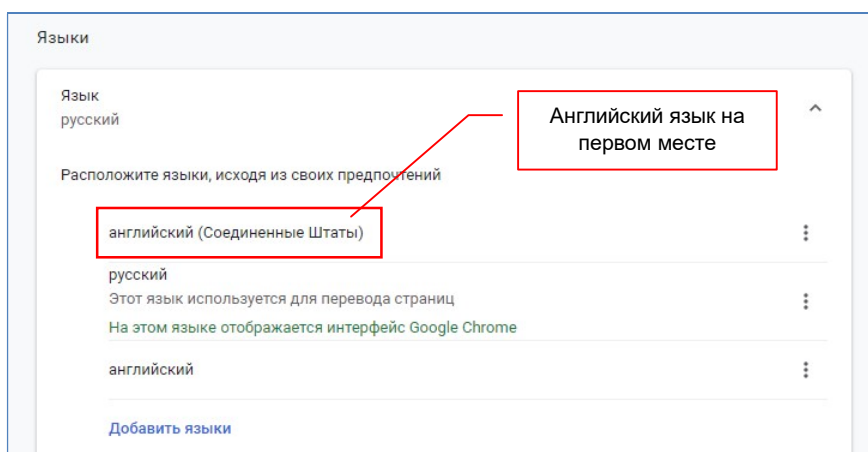 Языки
Язык
русский
Английский язык на
первом месте
Расположите языки, исходя из своих предпочтений
английский (Соединенные Штаты)
русский
Этот язык используется для перевода страниц
На этом языке отображается интерфейс Google Chrome
английский
Добавить языки